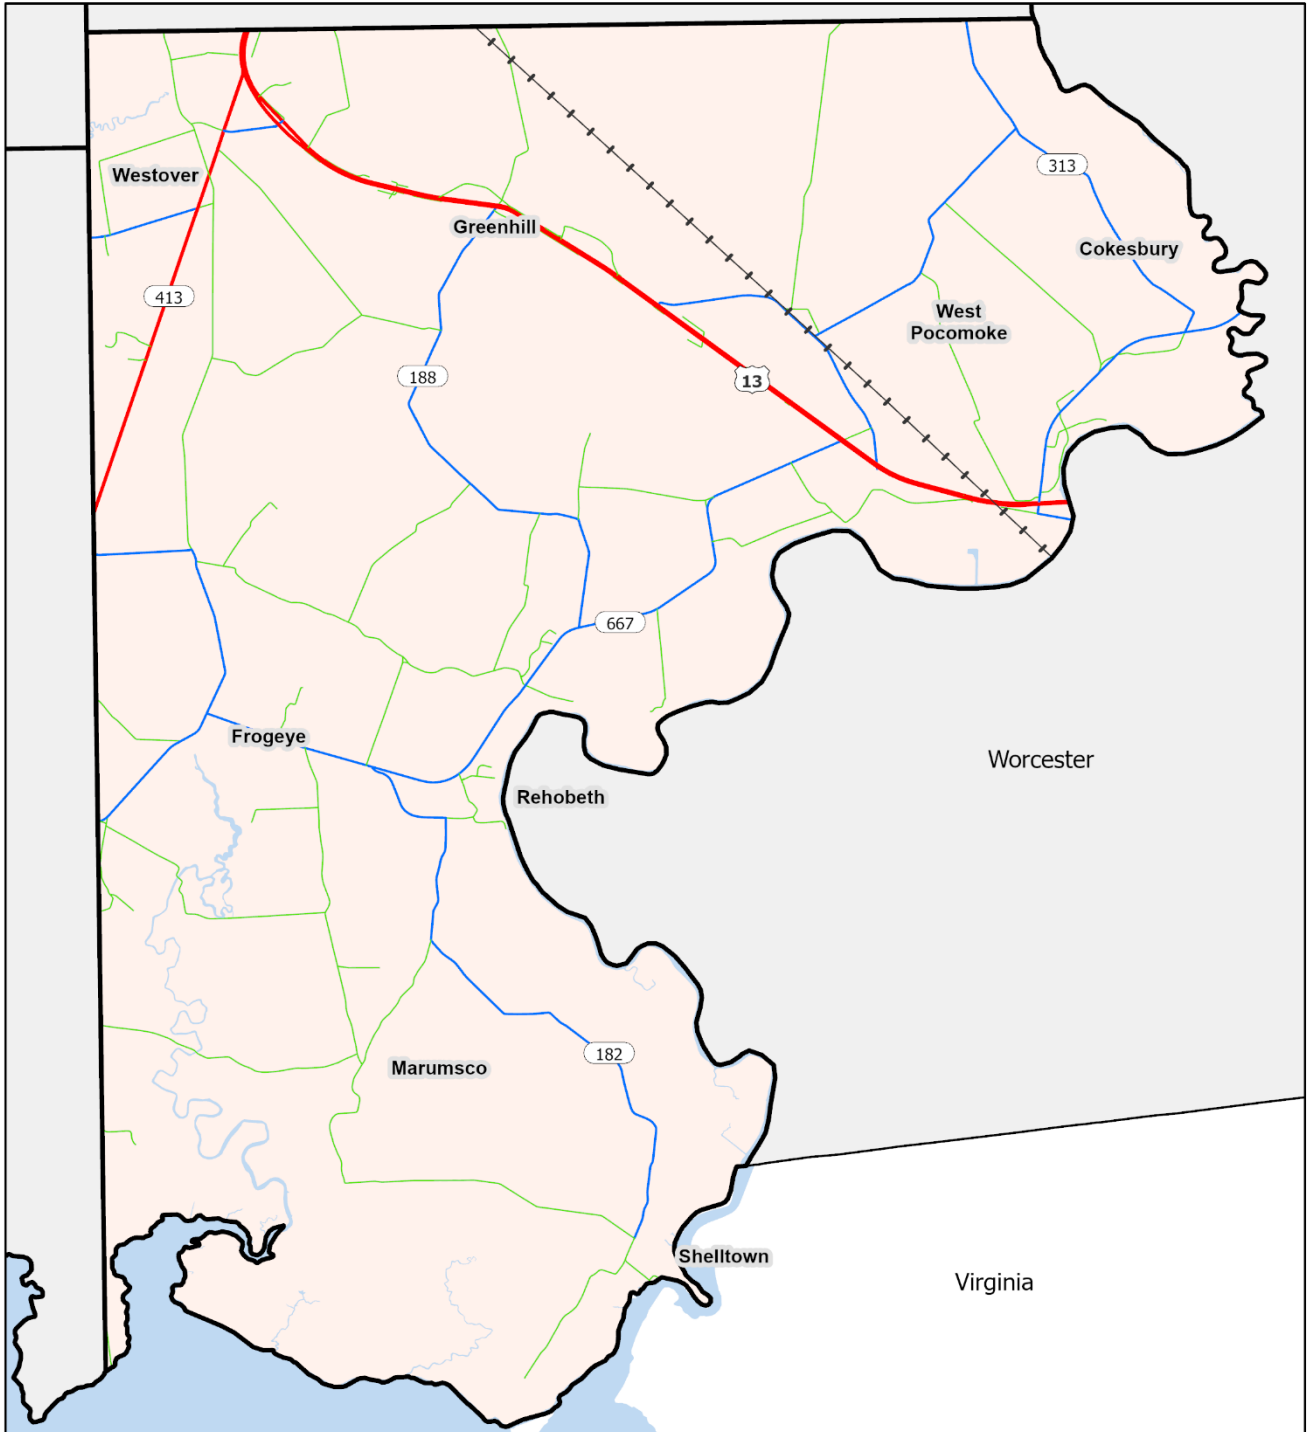 313
Westover
Greenhill
Cokesbury
413
West
Pocomoke
188
13
667
Frogeye
Worcester
Rehobeth
182
Marumsco
Shelltown
Virginia